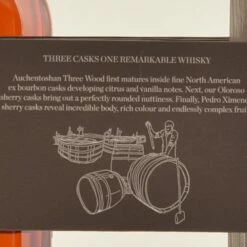 THREE CASKS ONE REMARKABLE WHISKY
Auchentoshan Three Wood first matures inside fine North American
ex bourbon casks developing citrus and vanilla notes. Next, our Oloroso
sherry casks bring out a perfectly rounded nuttiness. Finally, Pedro Ximene
sherry casks reveal incredible body, rich colour and endlessly complex frui